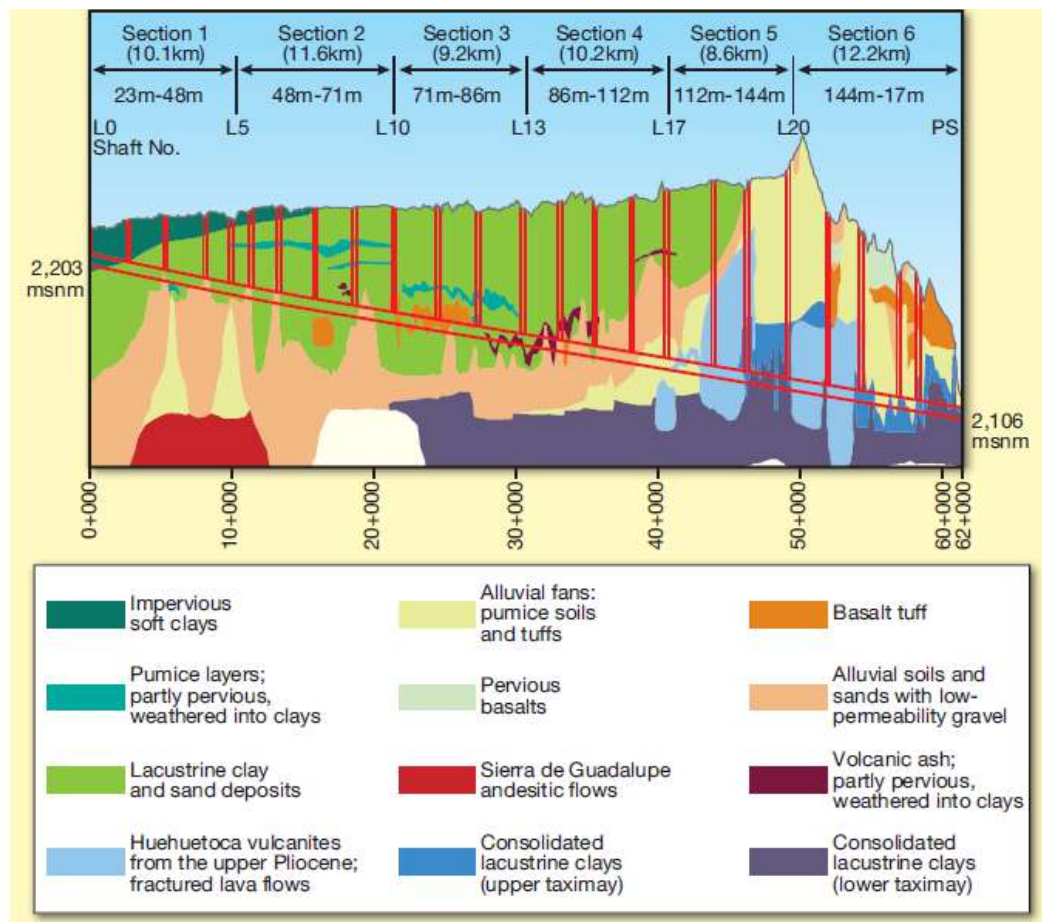 Section 1
(10.1km)
Section 2
(11.6km)
Section 3
(9.2km)
Section 4
(10.2km)
Section 5
(8.6km)
Section 6
(12.2km)
23m-48m
48m-71m
71m-86m
86m-112m
112m-144m
144m-17m
L0
L5
L10
L13
L17
L20
PS
Shaft No.
2,203
msnm
2,106
msnm
0+000
10+000
20+000
30+000
40+000
50+000
60+000
62+000
Impervious
soft clays
Alluvial fans:
pumice soils
and tuffs
Basalt tuff
Pumice layers;
partly pervious,
weathered into clays
Pervious
basalts
Alluvial soils and
sands with low-
permeability gravel
Lacustrine clay
and sand deposits
Sierra de Guadalupe
andesitic flows
Volcanic ash;
partly pervious,
weathered into clays
Huehuetoca vulcanites
from the upper Pliocene;
fractured lava flows
Consolidated
lacustrine clays
(upper taximay)
Consolidated
lacustrine clays
(lower taximay)